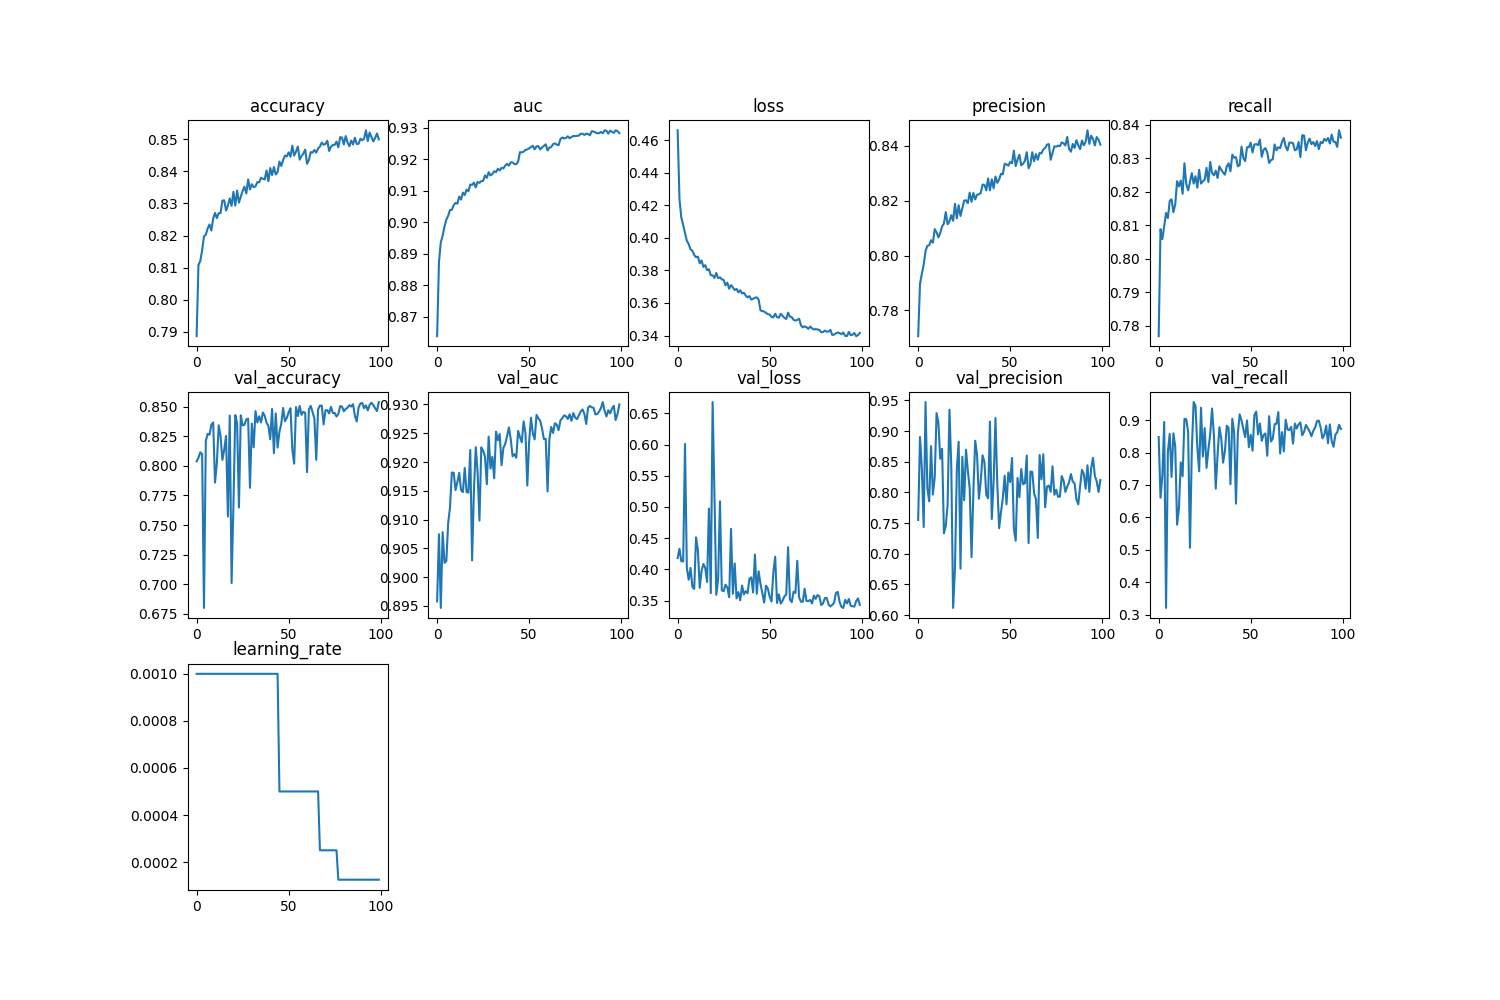 accuracy auc loss precision recall
0.85 0.84 0.83 0.82 0.81 0.80 0.79
0.93 0.92 0.91 0.90 0.89 0.88 0.87
0.46 0.44 0.42 0.40 0.38 0.36 0.34
0.84 0.82 0.80 0.78
0.84 0.83 0.82 0.81 0.80 0.79 0.78
0 50 100 0 50 100 0 50 100 0 50 100 0 50 100
val_accuracy val_auc val_loss val_precision val_recall
0.850 0.825 0.800 0.775 0.750 0.725 0.700 0.675
0.930 0.925 0.920 0.915 0.910 0.905 0.900 0.895
0.65 0.60 0.55 0.50 0.45 0.40 0.35
0.95 0.90 0.85 0.80 0.75 0.70 0.65 0.60
0.9 0.8 0.7 0.6 0.5 0.4 0.3
0 50 100 0 50 100 0 50 100 0 50 100 0 50 100
learning_rate
0.0010
0.0008
0.0006
0.0004
0.0002
0 50 100